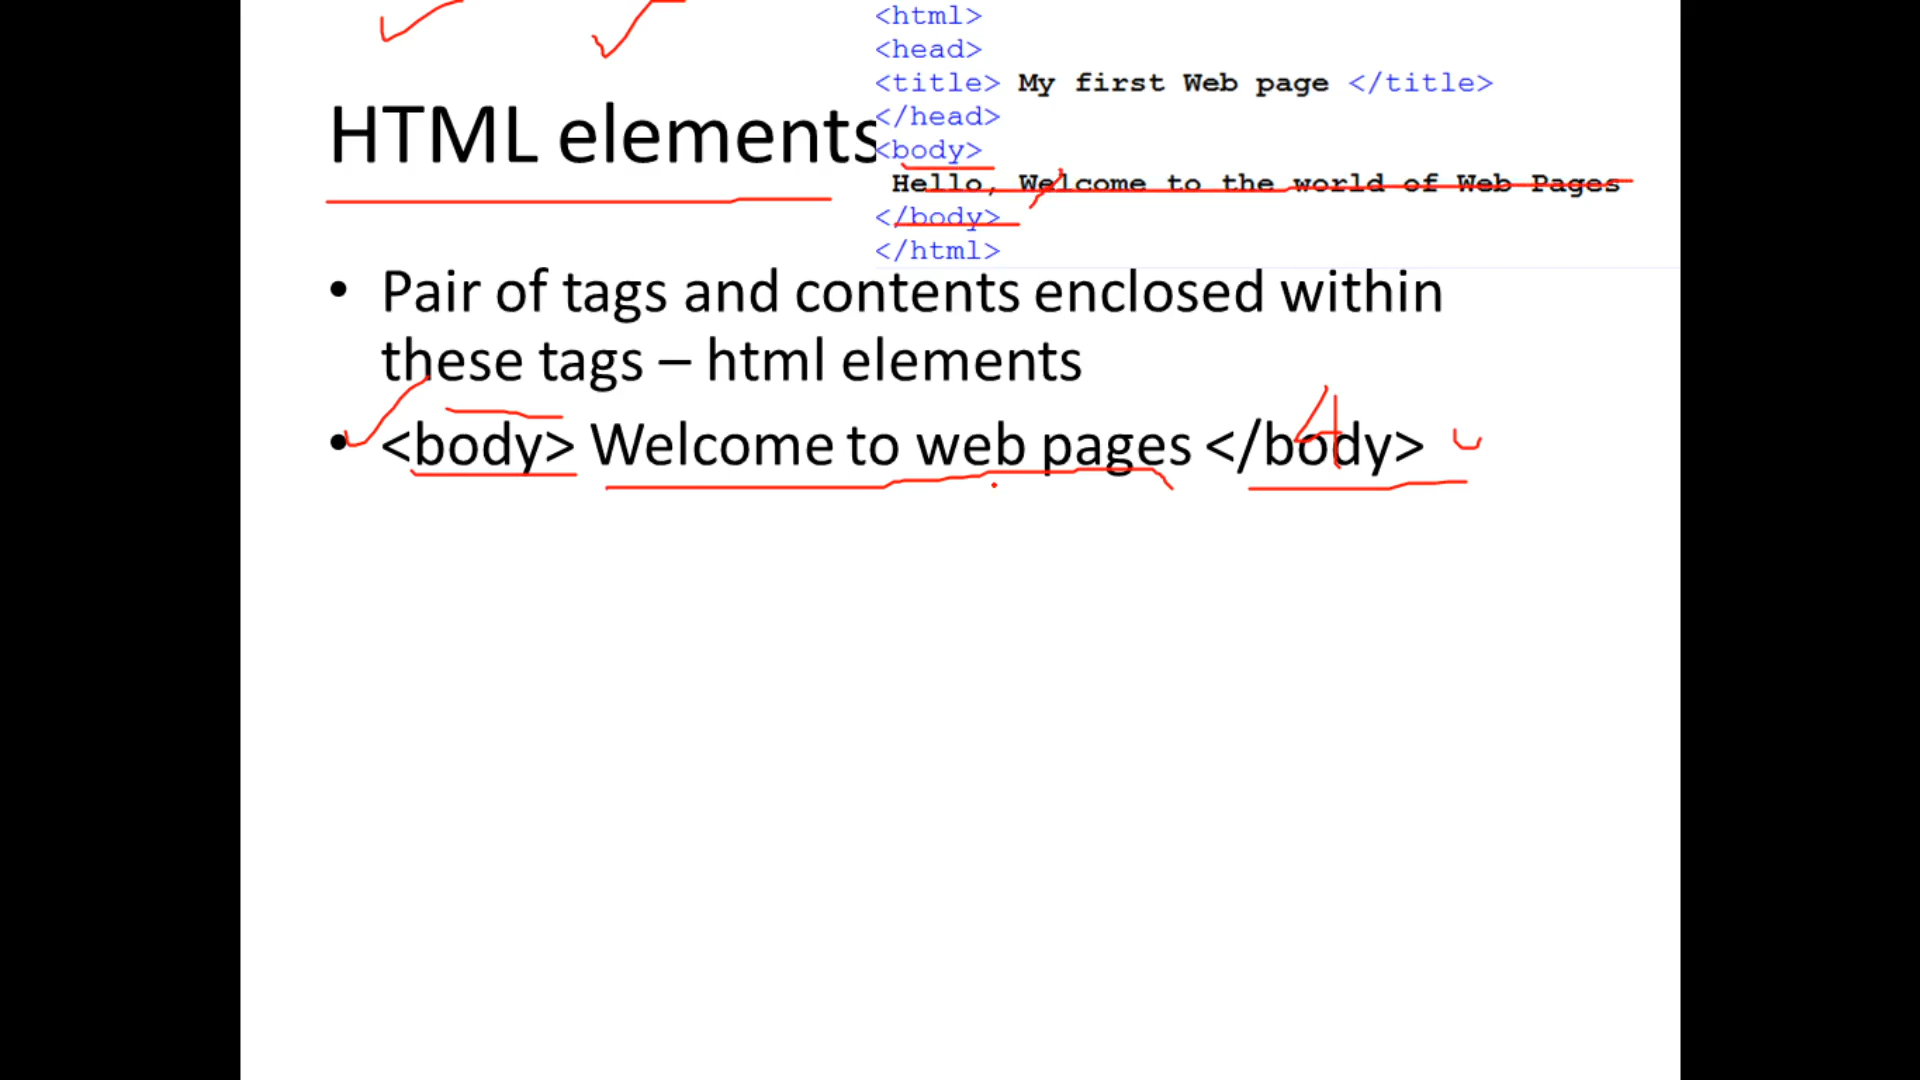 <html>
<head>
<title> My first Web page </title>
</head>
<body>
Hello, Welcome to the world of Web Pages
</body>
</html>
HTML elements
• Pair of tags and contents enclosed within
these tags – html elements
• <body> Welcome to web pages </body>